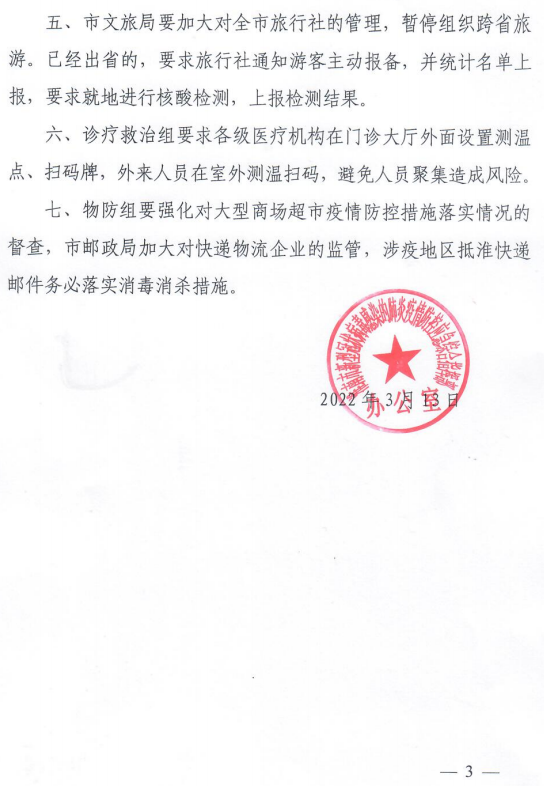 五、市文旅局要加大对全市旅行社的管理，暂停组织跨省旅
游。已经出省的，要求旅行社通知游客主动报备，并统计名单上
报，要求就地进行核酸检测，上报检测结果。
六、诊疗救治组要求各级医疗机构在门诊大厅外面设置测温
点、扫码牌，外来人员在室外测温扫码，避免人员聚集造成风险。
七、物防组要强化对大型商场超市疫情防控措施落实情况的
督查，市邮政局加大对快递物流企业的监管，涉疫地区抵淮快递
邮件务必落实消毒消杀措施。
2022年3月13日
办公室
— 3 —